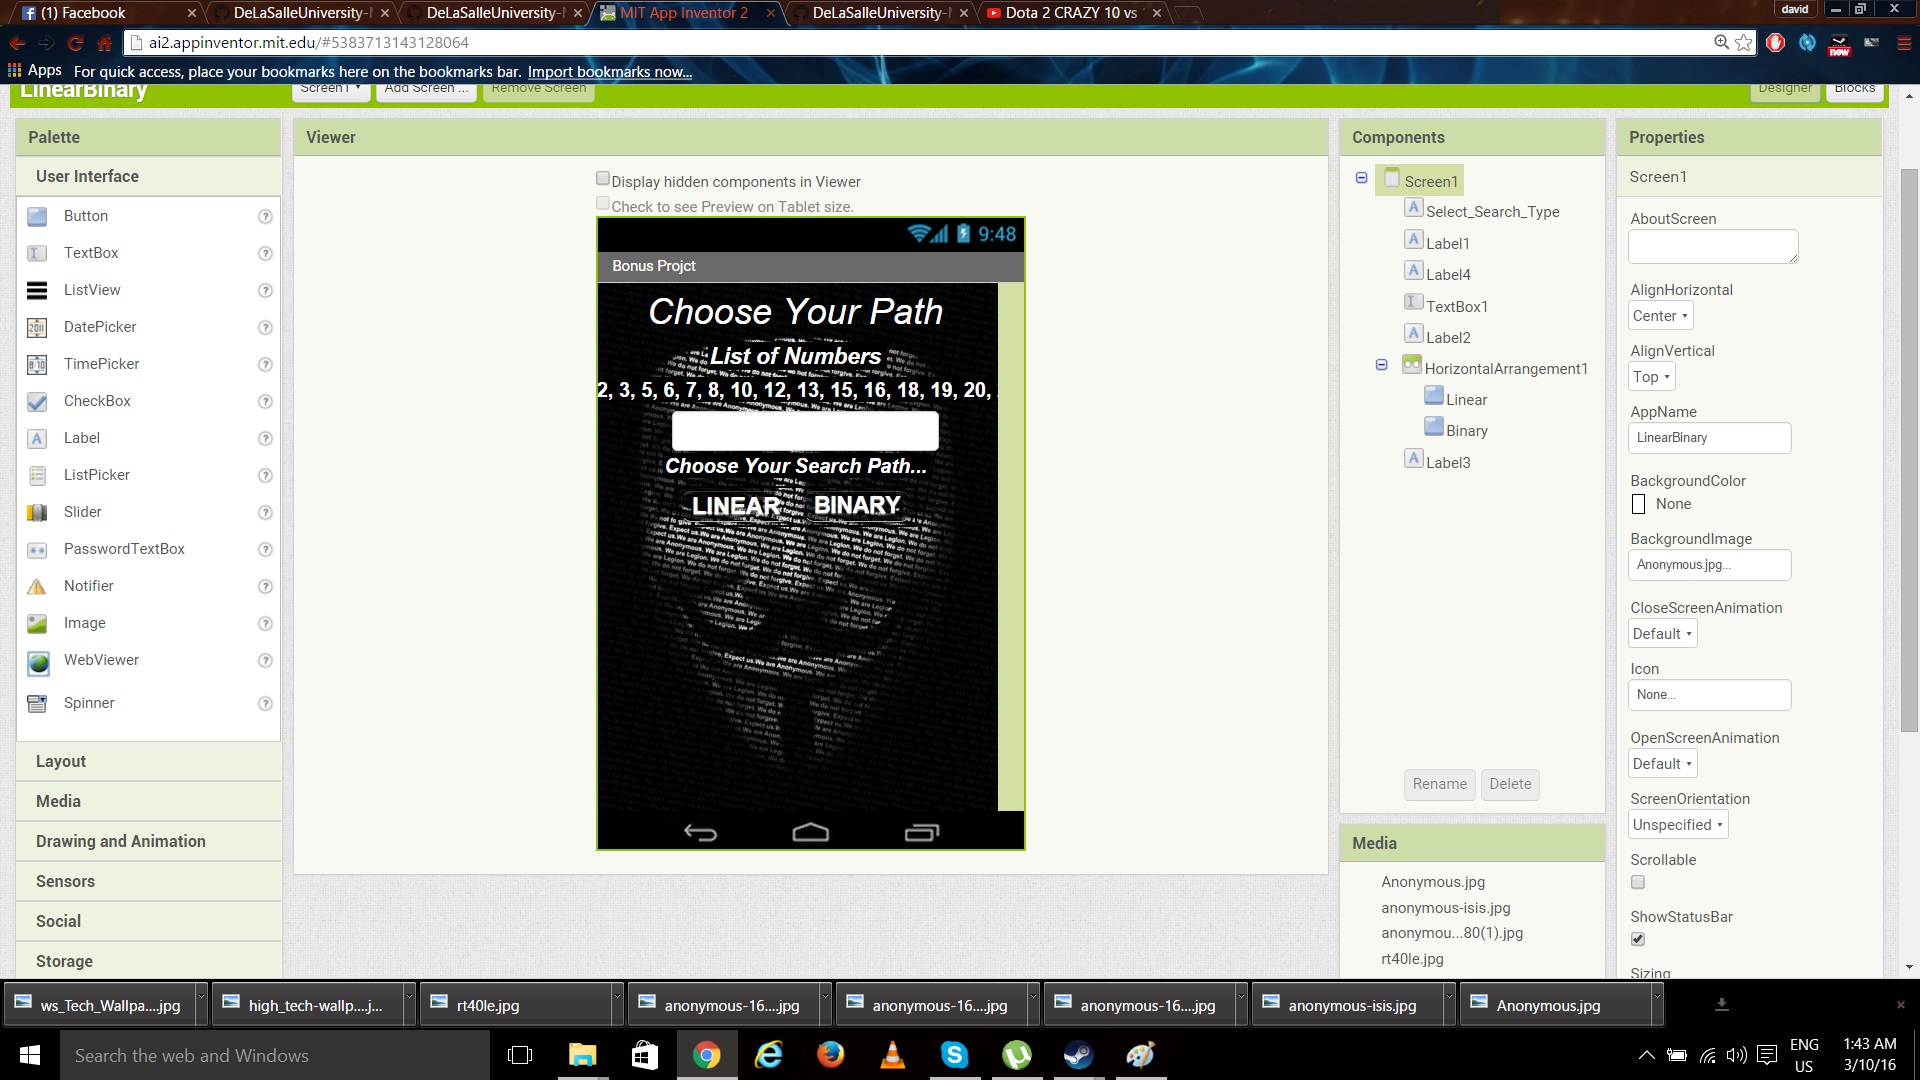 (1) Facebook
DeLaSalleUniversity-
DeLaSalleUniversity-
MIT App Inventor 2
DeLaSalleUniversity-
Dota 2 CRAZY 10 vs
david
ai2.appinventor.mit.edu/#5383713143128064
new
Apps For quick access, place your bookmarks here on the bookmarks bar. Import bookmarks now...
LinearBinary
Screen1
Add Screen ...
Remove Screen
Designer
Blocks
Palette
User Interface
Button
TextBox
ListView
DatePicker
TimePicker
CheckBox
Label
ListPicker
Slider
PasswordTextBox
Notifier
Image
WebViewer
Spinner
Layout
Media
Drawing and Animation
Sensors
Social
Storage
Viewer
Display hidden components in Viewer
Check to see Preview on Tablet size.
9:48
Bonus Projct
Choose Your Path
List of Numbers
2, 3, 5, 6, 7, 8, 10, 12, 13, 15, 16, 18, 19, 20,
Choose Your Search Path...
LINEAR
BINARY
Components
Screen1
Select_Search_Type
Label1
Label4
TextBox1
Label2
HorizontalArrangement1
Linear
Binary
Label3
Rename
Delete
Media
Anonymous.jpg
anonymous-isis.jpg
anonymou...80(1).jpg
rt40le.jpg
Properties
Screen1
AboutScreen
AlignHorizontal
Center
AlignVertical
Top
AppName
LinearBinary
BackgroundColor
None
BackgroundImage
Anonymous.jpg...
CloseScreenAnimation
Default
Icon
None...
OpenScreenAnimation
Default
ScreenOrientation
Unspecified
Scrollable
ShowStatusBar
Sizing
ws_Tech_Wallpa....jpg
high_tech-wallp....j...
rt40le.jpg
anonymous-16....jpg
anonymous-16....jpg
anonymous-16....jpg
anonymous-isis.jpg
Anonymous.jpg
Search the web and Windows
ENG
US
1:43 AM
3/10/16